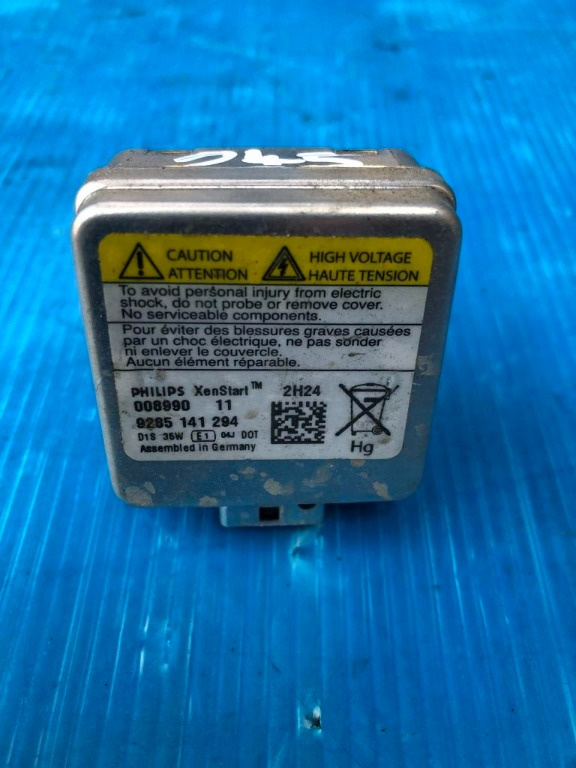 CAUTION
ATTENTION
HIGH VOLTAGE
HAUTE TENSION
To avoid personal injury from electric
shock, do not probe or remove cover.
No serviceable components.
Pour éviter des blessures graves causées
par un choc électrique, ne pas sonder
ni enlever le couvercle.
Aucun élément réparable.
PHILIPS XenStart™ 2H24
008990 11
9285 141 294
D1S 35W E1 04J DOT
Assembled in Germany
Hg